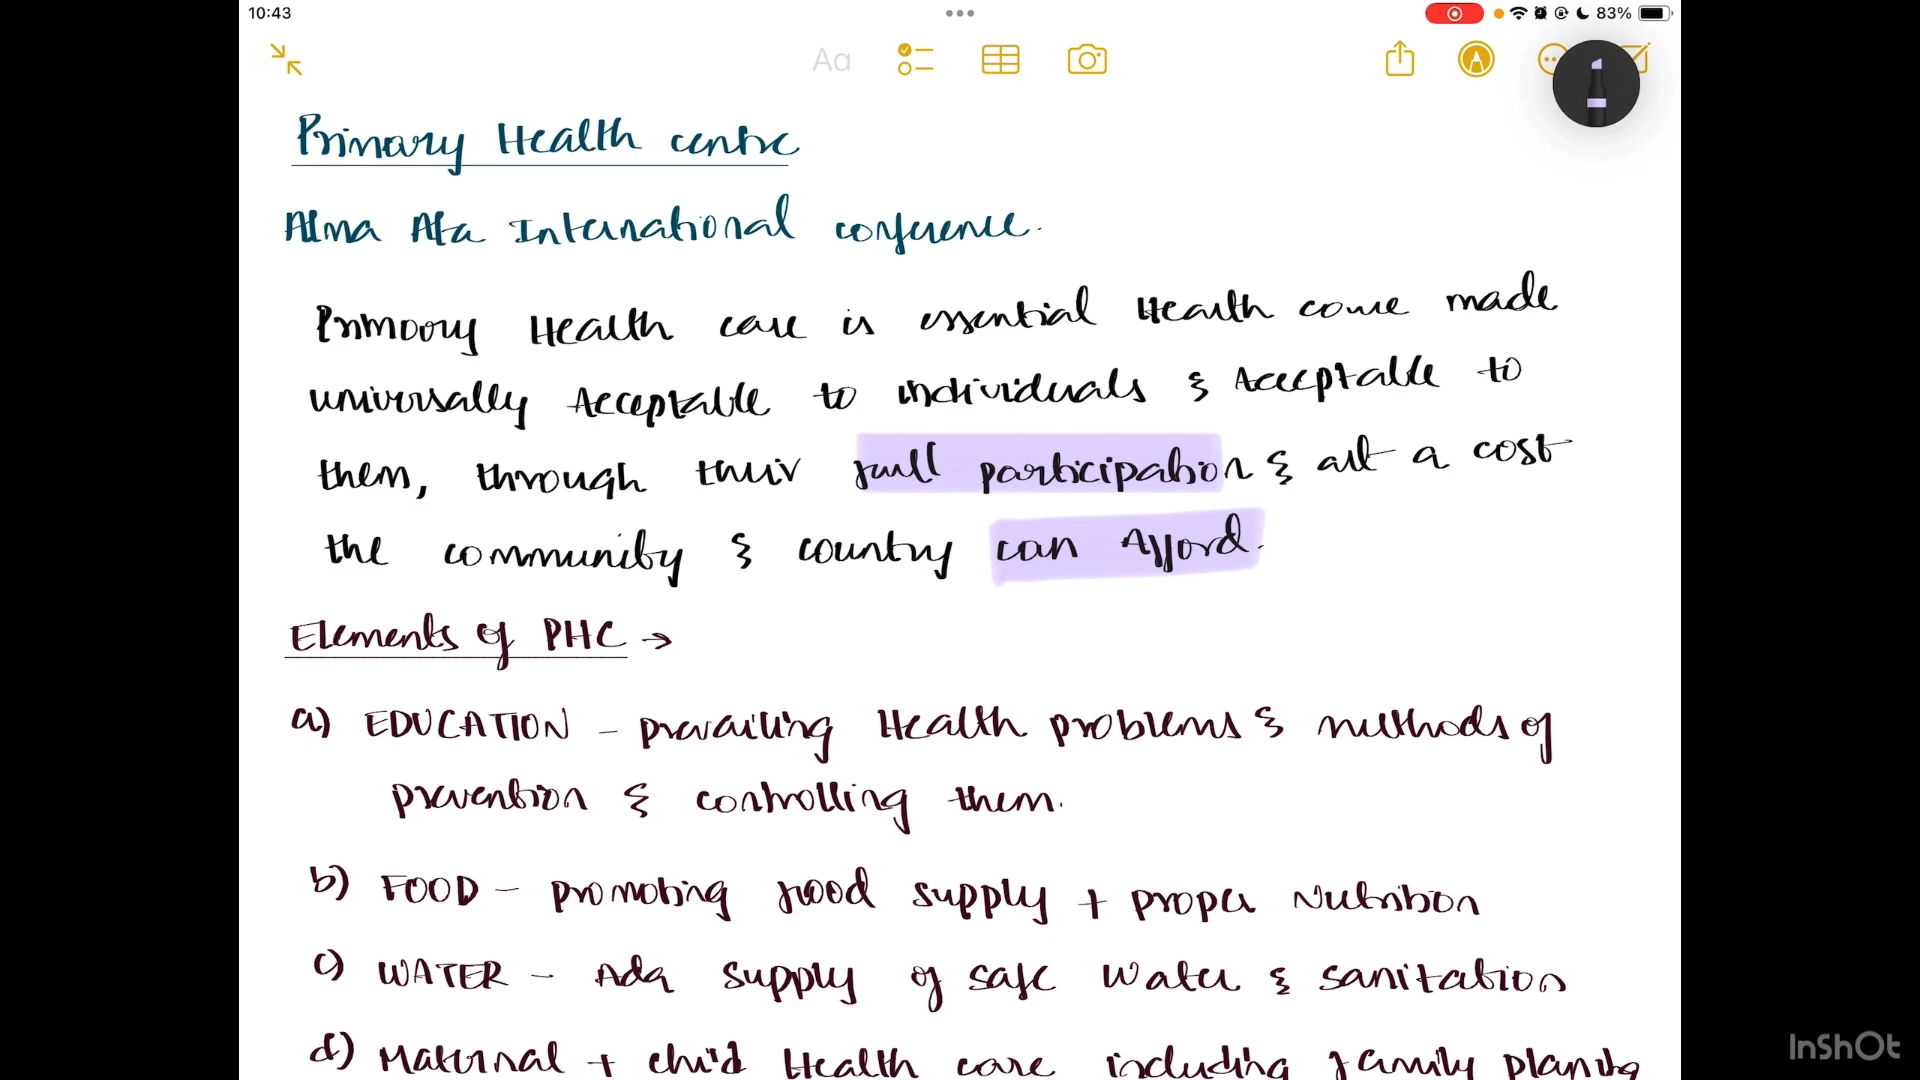 10:43
83%
Aa
Primary Health centre
Alma Ata International conference.
Primary Health care is essential Health care made
universally Acceptable to individuals & Acceptable to
them, through their full participation & at a cost
the community & country can Afford.
Elements of PHC →
a) EDUCATION - prevailing Health problems & methods of
prevention & controlling them.
b) FOOD - promoting food supply + proper Nutrition
c) WATER - Adq supply of safe water & sanitation
d) Maternal + child Health care including family planing
InShOt